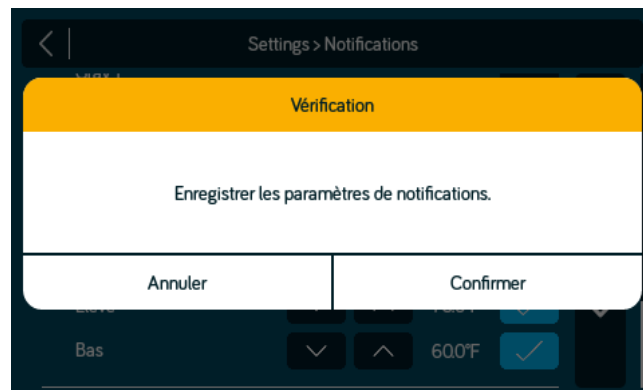 Settings > Notifications
Vérification
Enregistrer les paramètres de notifications.
Annuler
Confirmer
Bas
60.0°F